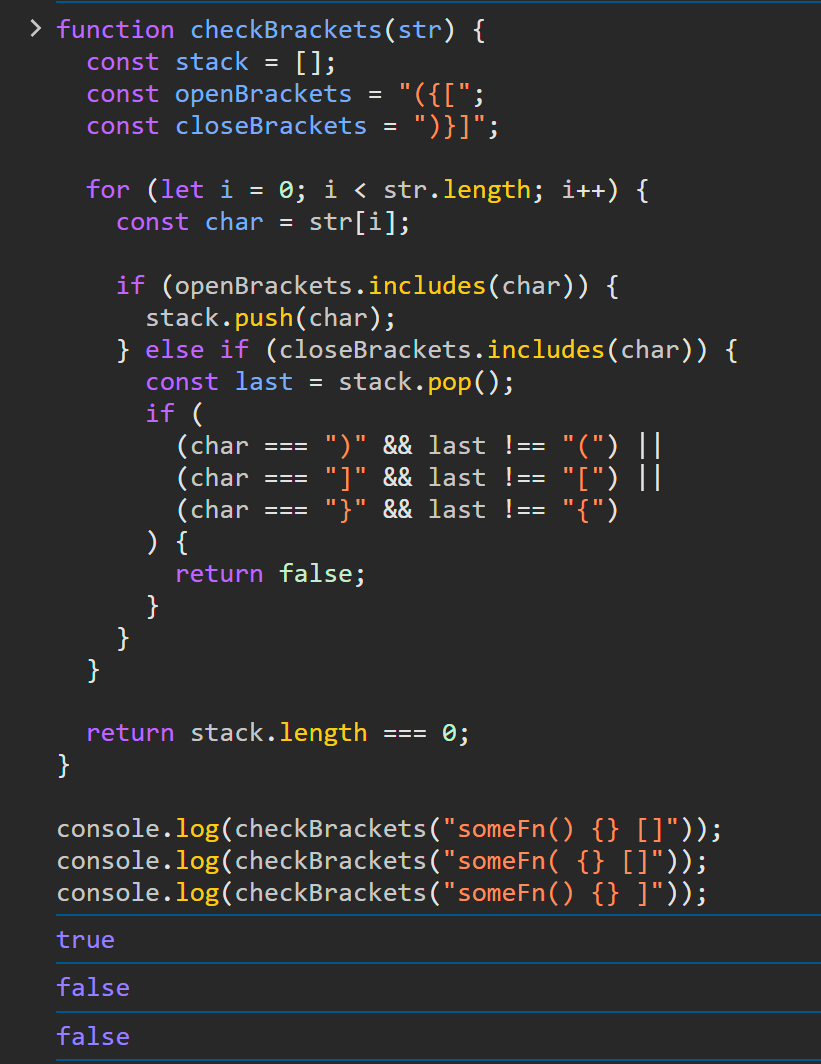 function checkBrackets(str) {
  const stack = [];
  const openBrackets = "({[";
  const closeBrackets = ")}]";

  for (let i = 0; i < str.length; i++) {
    const char = str[i];

    if (openBrackets.includes(char)) {
      stack.push(char);
    } else if (closeBrackets.includes(char)) {
      const last = stack.pop();
      if (
        (char === ")" && last !== "(") ||
        (char === "]" && last !== "[") ||
        (char === "}" && last !== "{")
      ) {
        return false;
      }
    }
  }

  return stack.length === 0;
}

console.log(checkBrackets("someFn() {} []"));
console.log(checkBrackets("someFn( {} []"));
console.log(checkBrackets("someFn() {} ]"));
true
false
false